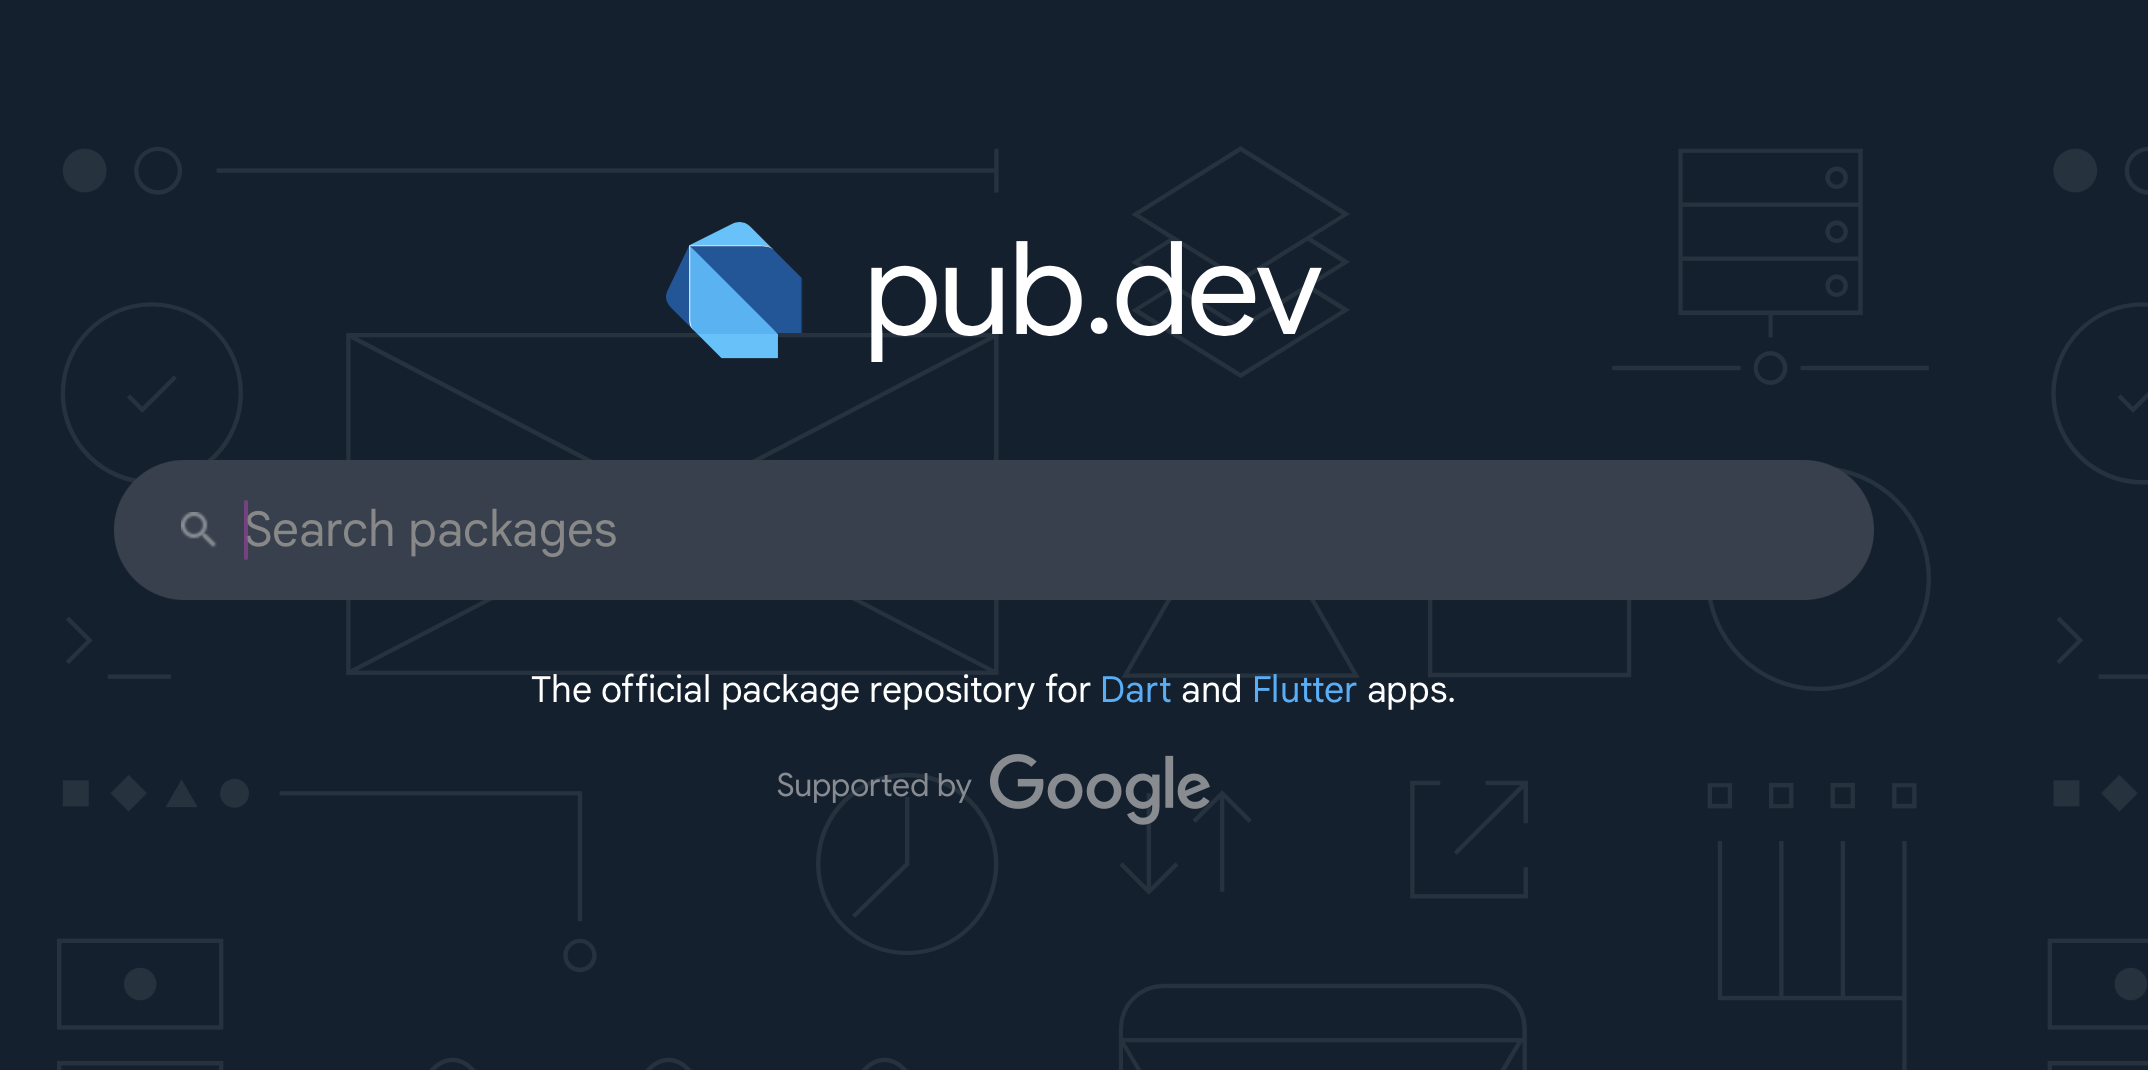 pub.dev
Search packages
The official package repository for Dart and Flutter apps.
Supported by Google